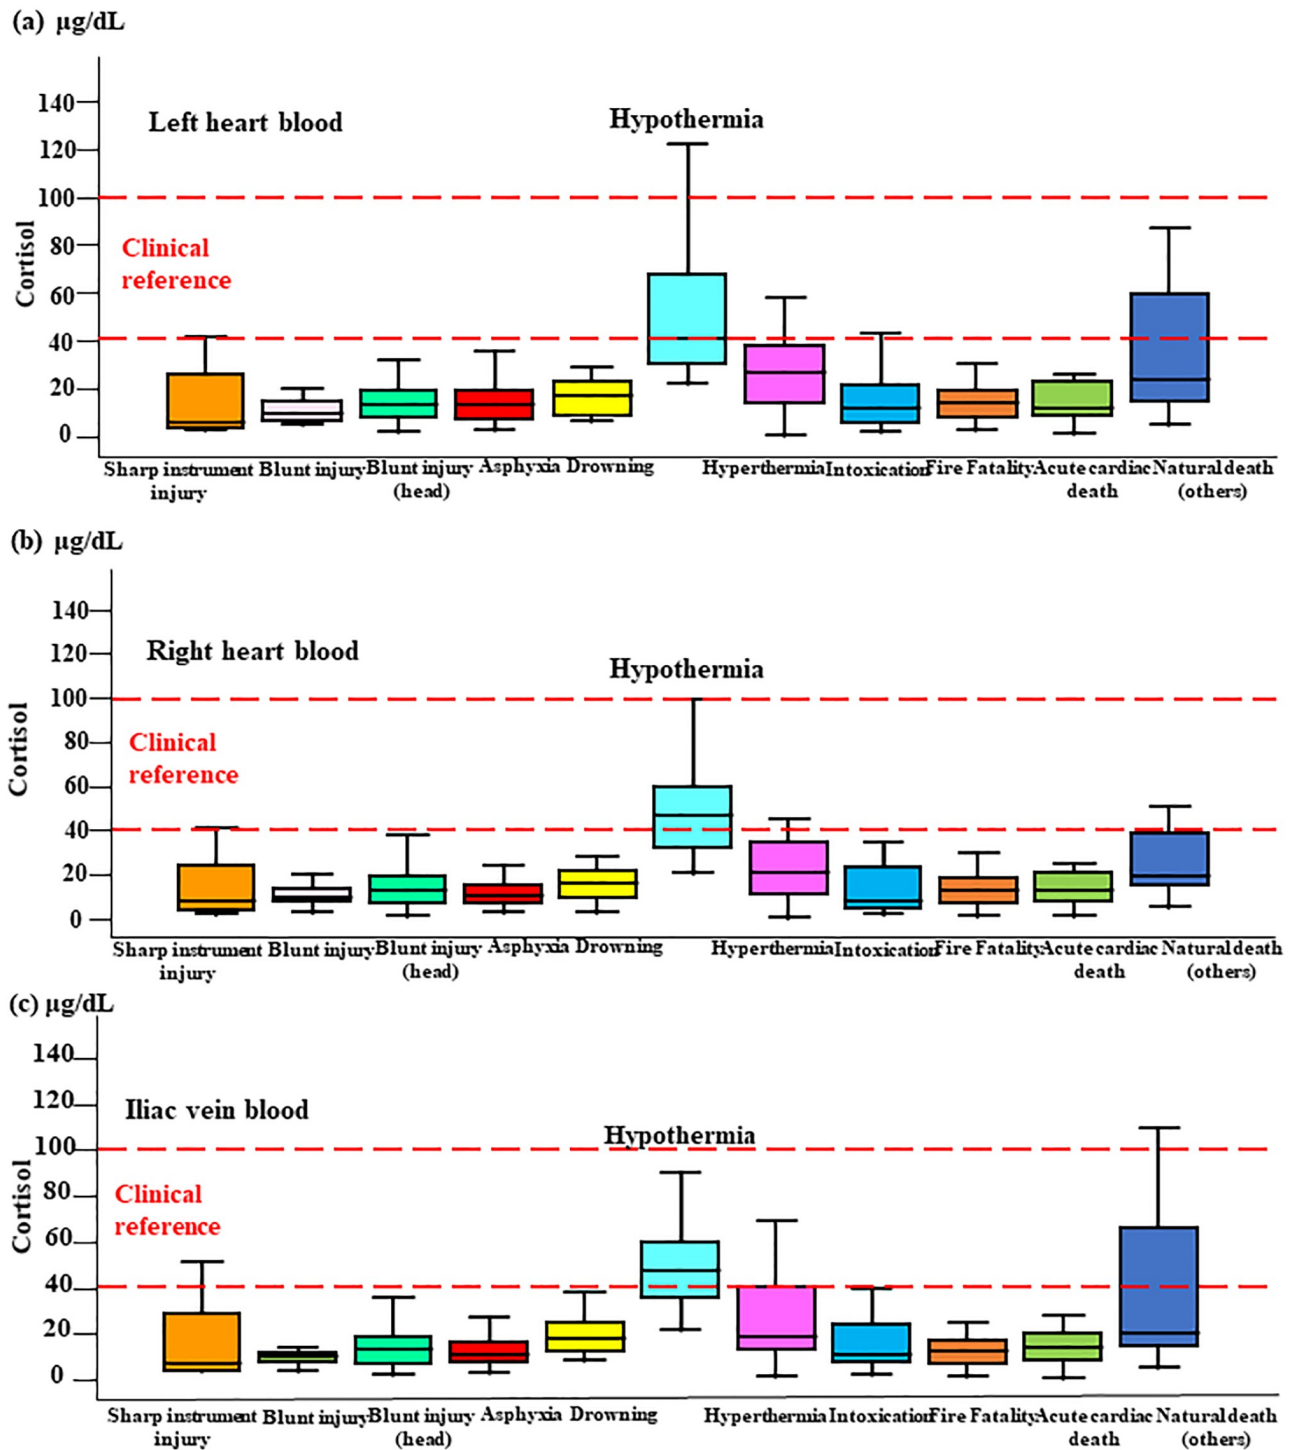 (a) µg/dL
140
Left heart blood
Hypothermia
120
100
Clinical
reference
80
60
40
20
0
Cortisol
Sharp instrument injury
Blunt injury
Blunt injury (head)
Asphyxia
Drowning
Hyperthermia
Intoxication
Fire Fatality
Acute cardiac death
Natural death (others)
(b) µg/dL
140
Right heart blood
Hypothermia
120
100
Clinical
reference
80
60
40
20
0
Cortisol
Sharp instrument injury
Blunt injury
Blunt injury (head)
Asphyxia
Drowning
Hyperthermia
Intoxication
Fire Fatality
Acute cardiac death
Natural death (others)
(c) µg/dL
140
120
Iliac vein blood
Hypothermia
100
Clinical
reference
80
60
40
20
0
Cortisol
Sharp instrument injury
Blunt injury
Blunt injury (head)
Asphyxia
Drowning
Hyperthermia
Intoxication
Fire Fatality
Acute cardiac death
Natural death (others)